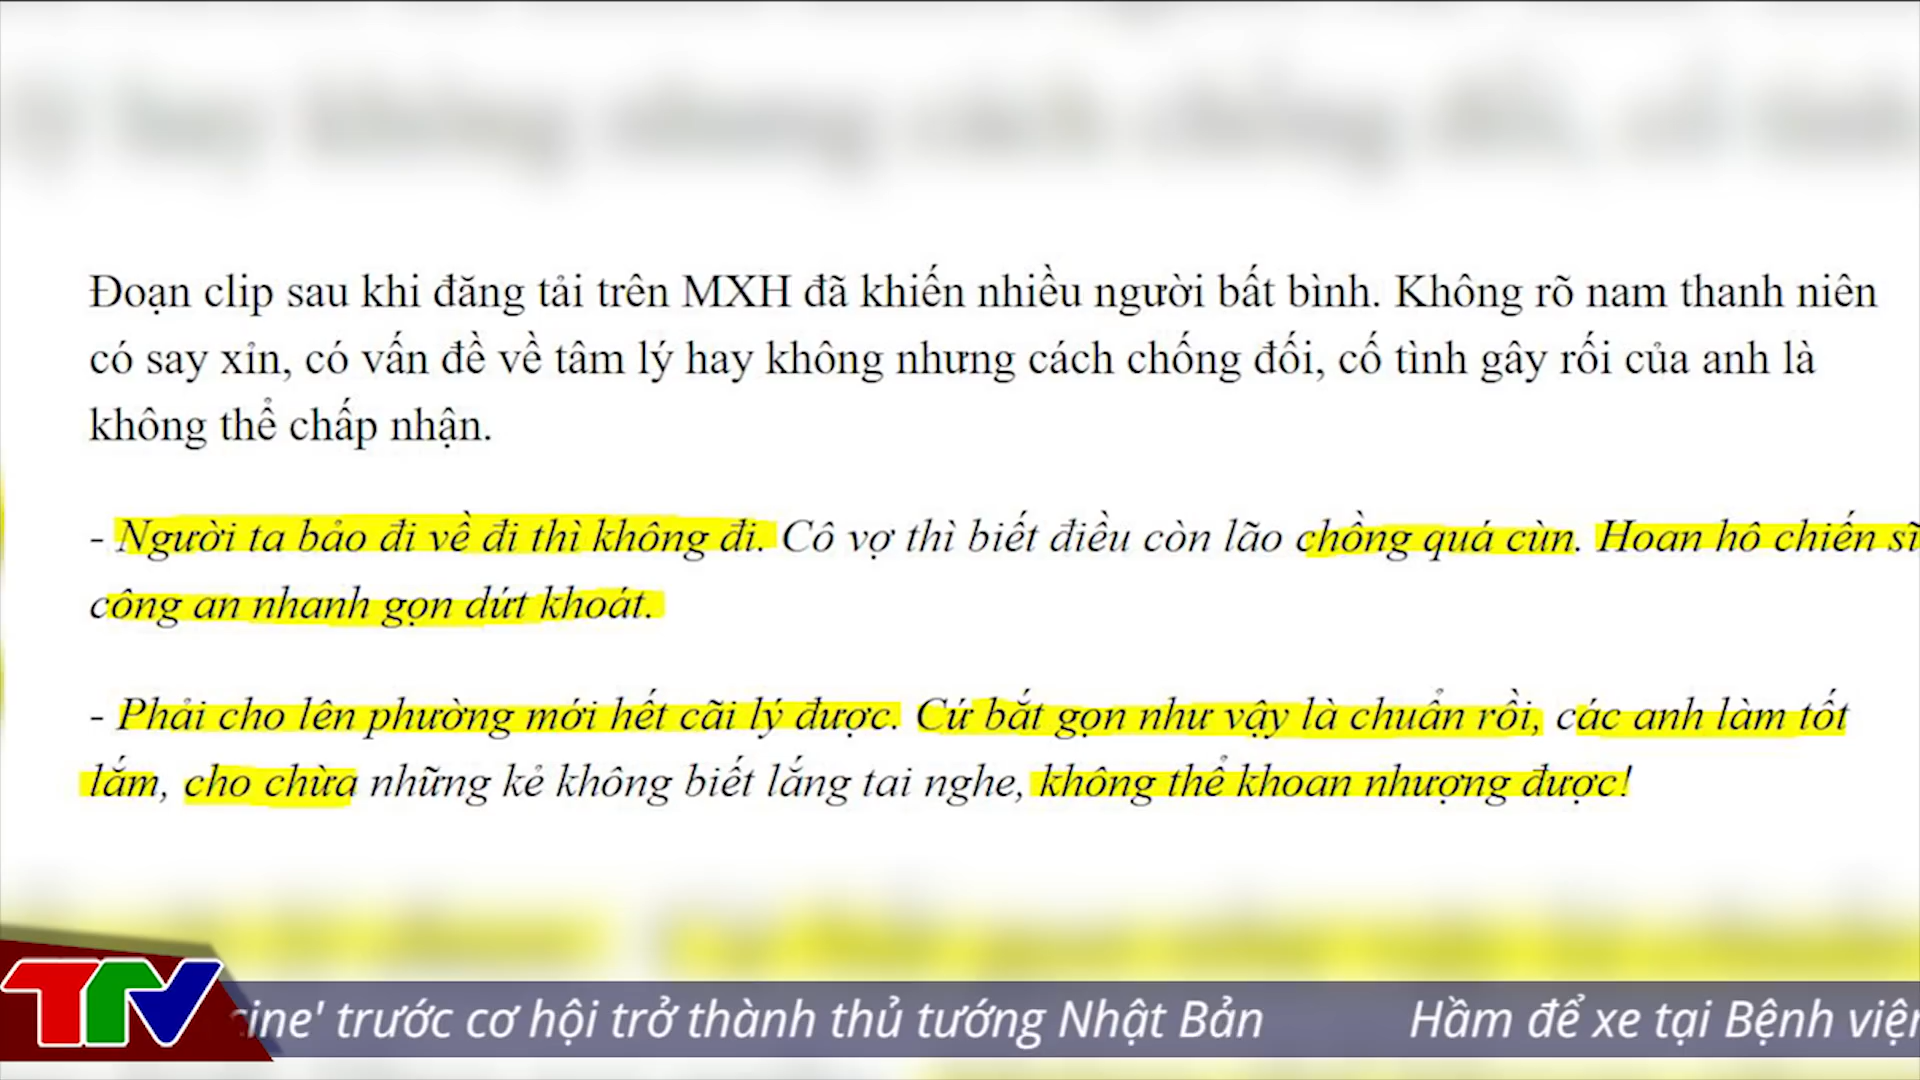 Đoạn clip sau khi đăng tải trên MXH đã khiến nhiều người bất bình. Không rõ nam thanh niên
có say xỉn, có vấn đề về tâm lý hay không nhưng cách chống đối, cố tình gây rối của anh là
không thể chấp nhận.
- Người ta bảo đi về đi thì không đi. Cô vợ thì biết điều còn lão chồng quá cùn. Hoan hô chiến sĩ
công an nhanh gọn dứt khoát.
- Phải cho lên phường mới hết cãi lý được. Cứ bắt gọn như vậy là chuẩn rồi, các anh làm tốt
lắm, cho chừa những kẻ không biết lắng tai nghe, không thể khoan nhượng được!
TTV
cine' trước cơ hội trở thành thủ tướng Nhật Bản Hầm để xe tại Bệnh viện